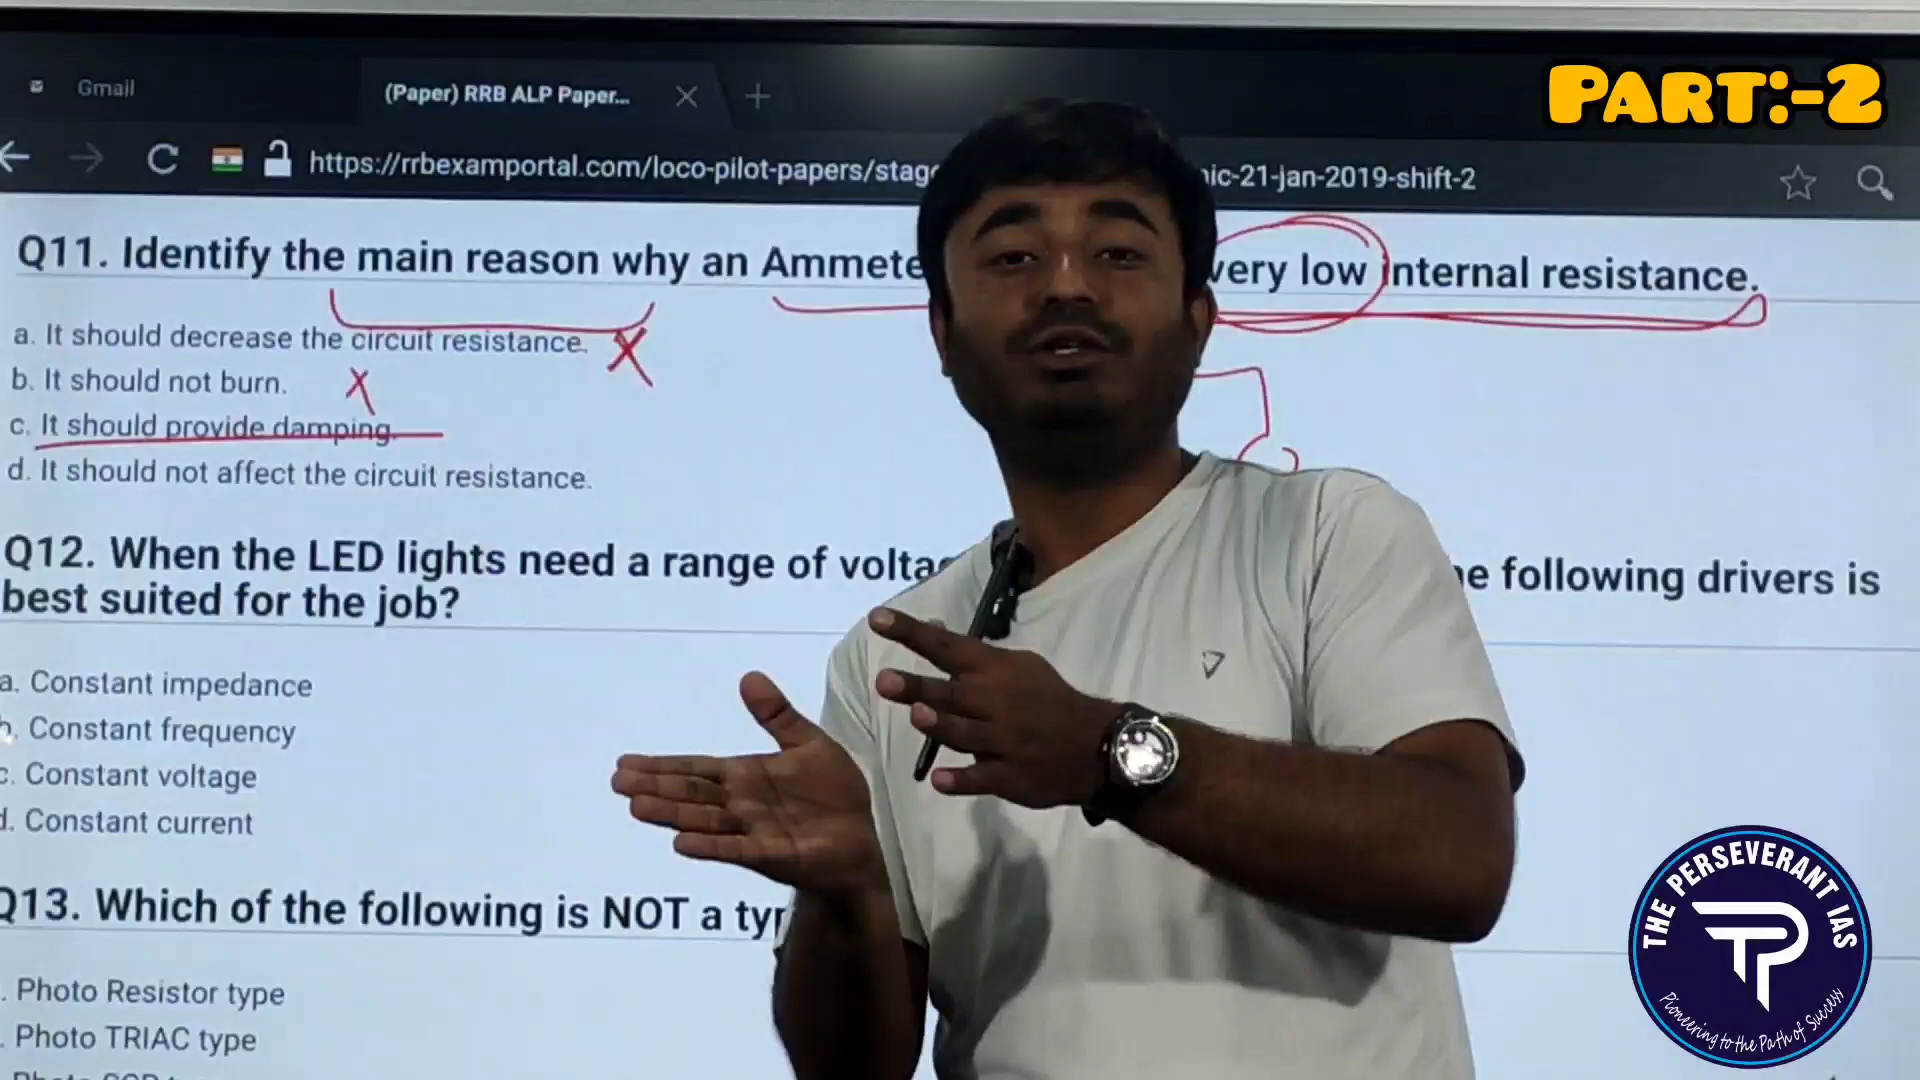 PART:-2
Gmail
(Paper) RRB ALP Paper...
https://rrbexamportal.com/loco-pilot-papers/stag nic-21-jan-2019-shift-2
Q11. Identify the main reason why an Ammete very low internal resistance.
a. It should decrease the circuit resistance. X
b. It should not burn. X
c. It should provide damping.
d. It should not affect the circuit resistance.
Q12. When the LED lights need a range of volta e following drivers is
best suited for the job?
a. Constant impedance
b. Constant frequency
c. Constant voltage
d. Constant current
Q13. Which of the following is NOT a typ
. Photo Resistor type
. Photo TRIAC type
THE PERSEVERANT IAS
TP
Pioneering to the Path of Success